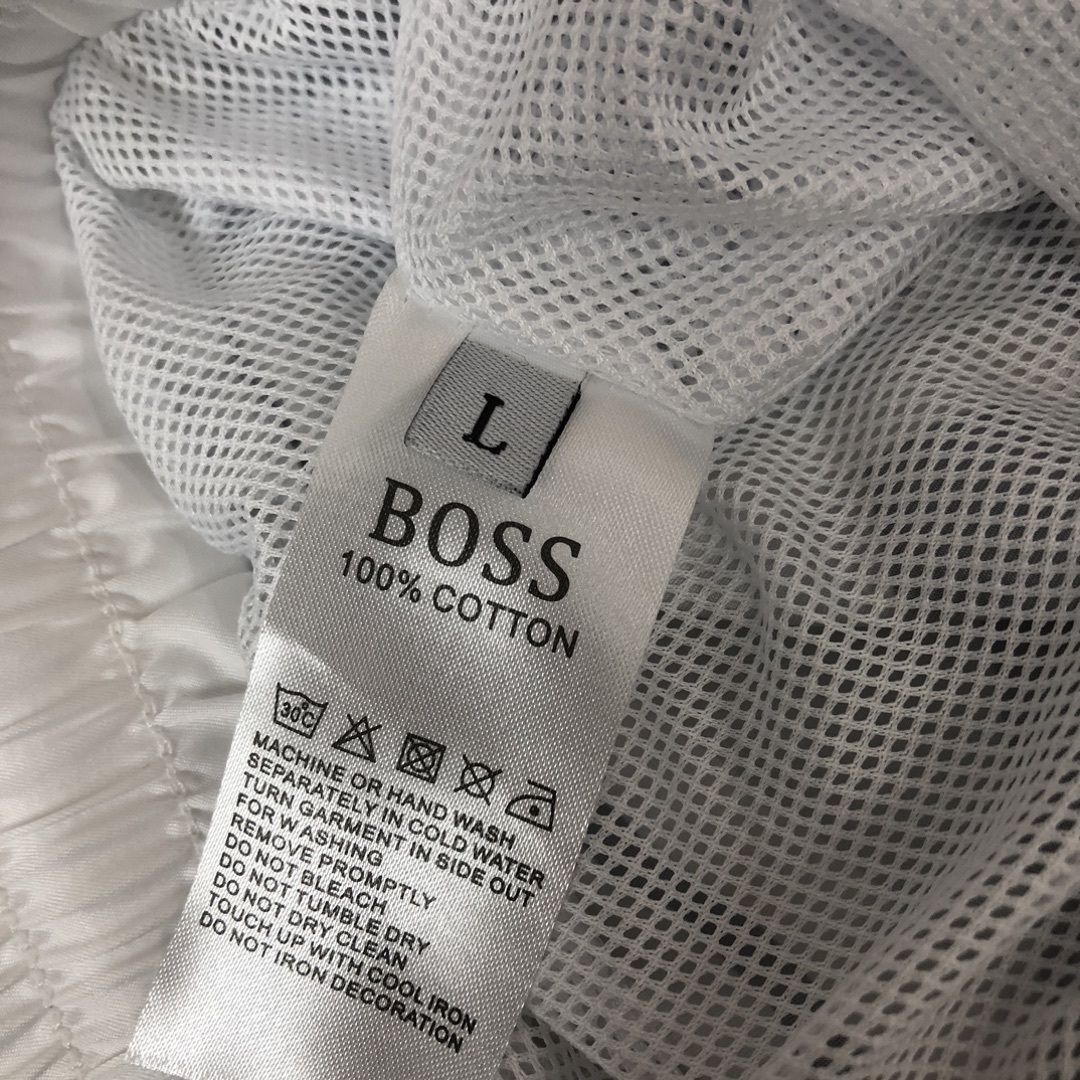 L
BOSS
100% COTTON
30°C
MACHINE OR HAND WASH
SEPARATELY IN COLD WATER
TURN GARMENT IN SIDE OUT
FOR WASHING
REMOVE PROMPTLY
DO NOT BLEACH
DO NOT TUMBLE DRY
DO NOT DRY CLEAN
TOUCH UP WITH COOL IRON
DO NOT IRON DECORATION